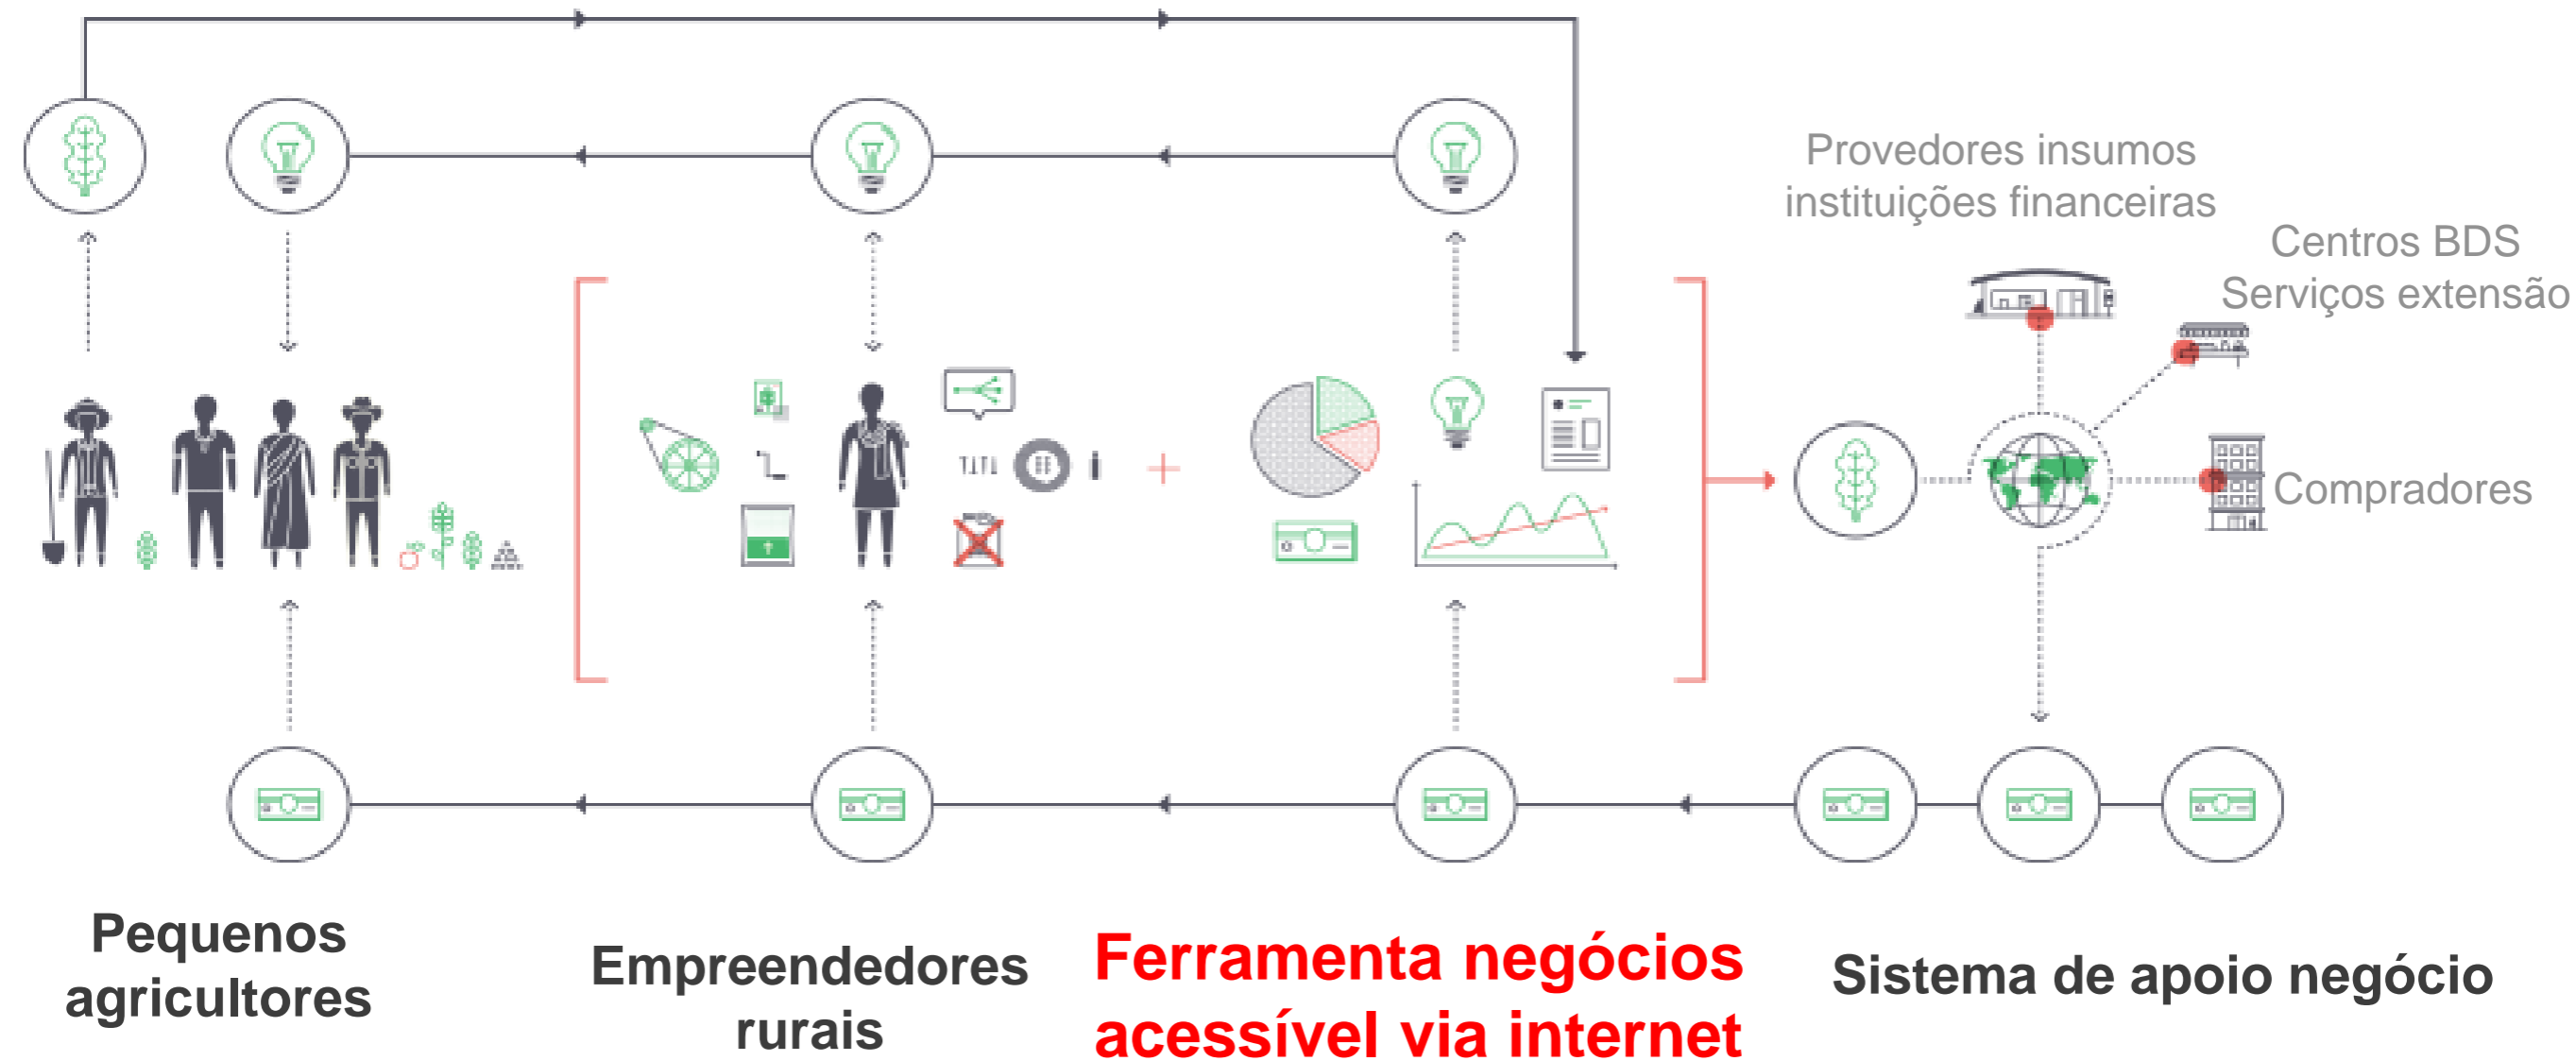 Provedores insumos
instituições financeiras
Centros BDS
Serviços extensão
Compradores
Pequenos
agricultores
Empreendedores
rurais
Ferramenta negócios
acessível via internet
Sistema de apoio negócio